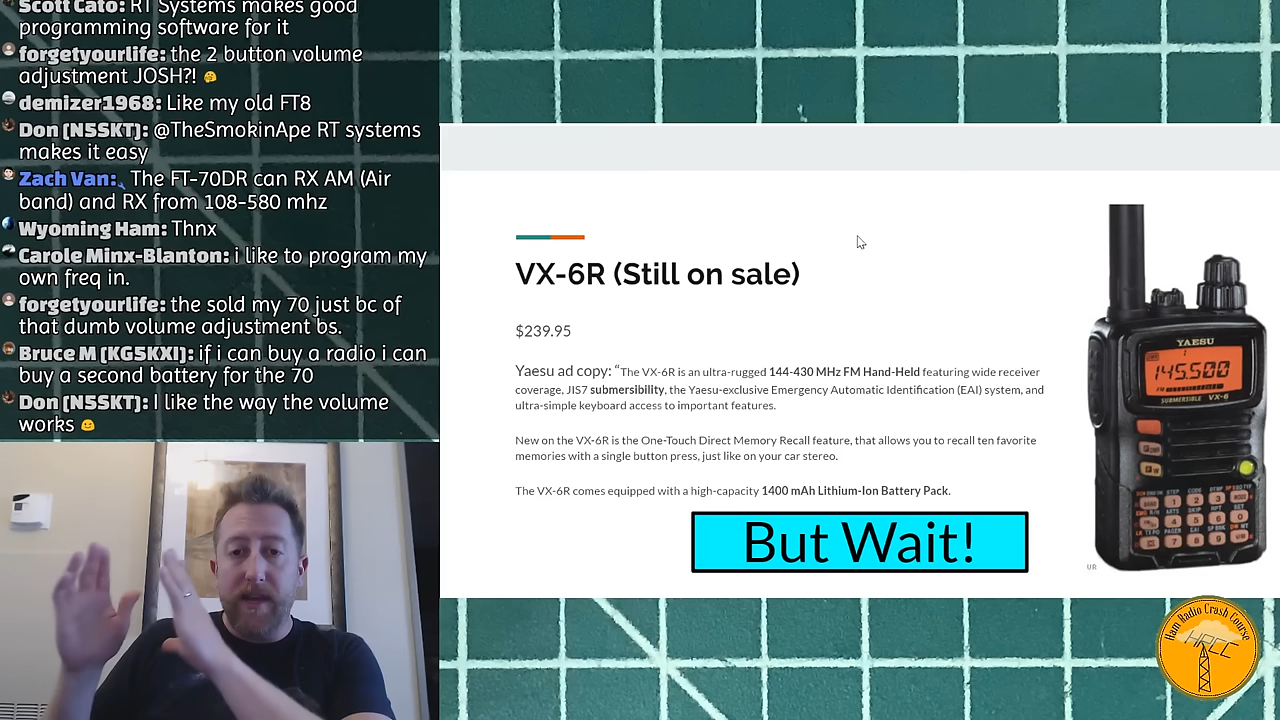 Scott Cato: RT Systems makes good
programming software for it
forgetyourlife: the 2 button volume
adjustment JOSH?!
demizer1968: Like my old FT8
Don (N5SKT): @TheSmokinApe RT systems
makes it easy
Zach Van: The FT-70DR can RX AM (Air
band) and RX from 108-580 mhz
Wyoming Ham: Thnx
Carole Minx-Blanton: i like to program my
own freq in.
forgetyourlife: the sold my 70 just bc of
that dumb volume adjustment bs.
Bruce M (KG5KXI): if i can buy a radio i can
buy a second battery for the 70
Don (N5SKT): I like the way the volume
works
VX-6R (Still on sale)
$239.95
Yaesu ad copy: “The VX-6R is an ultra-rugged 144-430 MHz FM Hand-Held featuring wide receiver
coverage, JIS7 submersibility, the Yaesu-exclusive Emergency Automatic Identification (EAI) system, and
ultra-simple keyboard access to important features.
New on the VX-6R is the One-Touch Direct Memory Recall feature, that allows you to recall ten favorite
memories with a single button press, just like on your car stereo.
The VX-6R comes equipped with a high-capacity 1400 mAh Lithium-Ion Battery Pack.
But Wait!
YAESU
145.500
SUBMERSIBLE VX-6
UR
Ham Radio Crash Course
HRCC